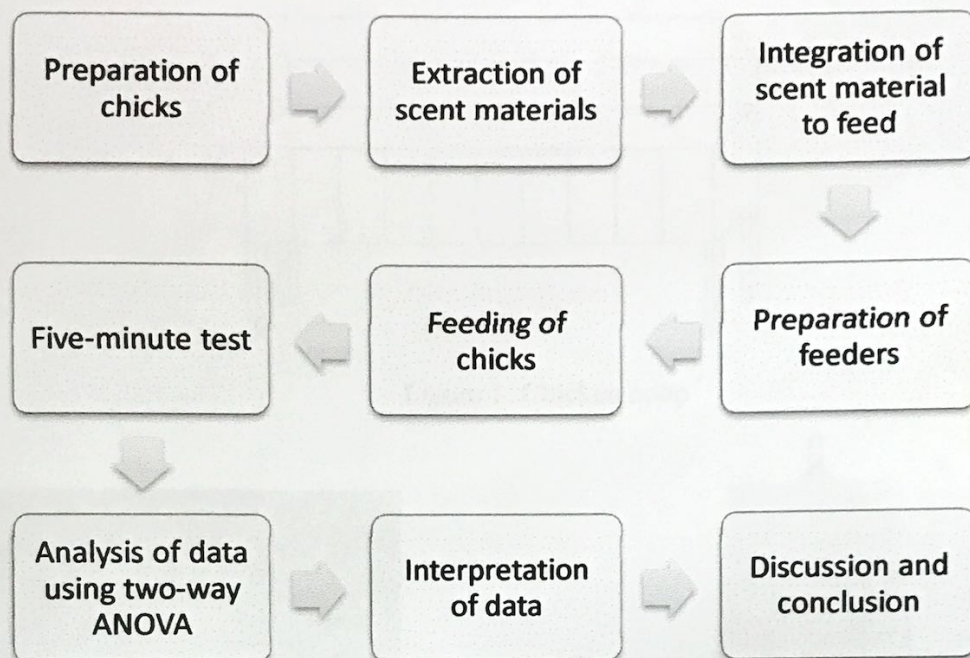 Preparation of
chicks
Extraction of
scent materials
Integration of
scent material
to feed
Preparation of
feeders
Feeding of
chicks
Five-minute test
Analysis of data
using two-way
ANOVA
Interpretation
of data
Discussion and
conclusion